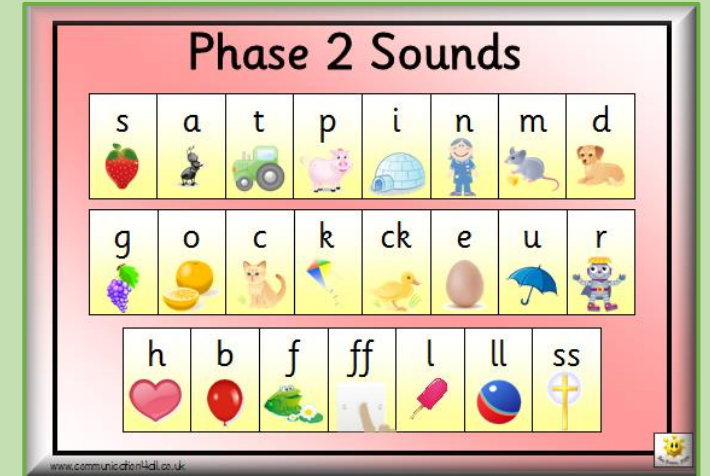 Phase 2 Sounds
s a t p i n m d
g o c k ck e u r
h b f ff l ll ss
www.communication4all.co.uk